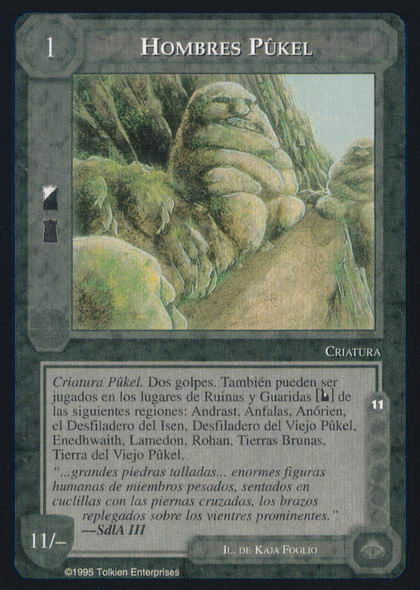 1
HOMBRES PÛKEL
CRIATURA
Criatura Pûkel. Dos golpes. También pueden ser
jugados en los lugares de Ruinas y Guaridas [] de
las siguientes regiones: Andrast, Anfalas, Anórien,
el Desfiladero del Isen, Desfiladero del Viejo Pûkel,
Enedhwaith, Lamedon, Rohan, Tierras Brunas,
Tierra del Viejo Pûkel.
11
"...grandes piedras talladas... enormes figuras
humanas de miembros pesados, sentados en
cuclillas con las piernas cruzadas, los brazos
replegados sobre los vientres prominentes."
—SdlA III
11/–
IL. DE KAJA FOGLIO
©1995 Tolkien Enterprises